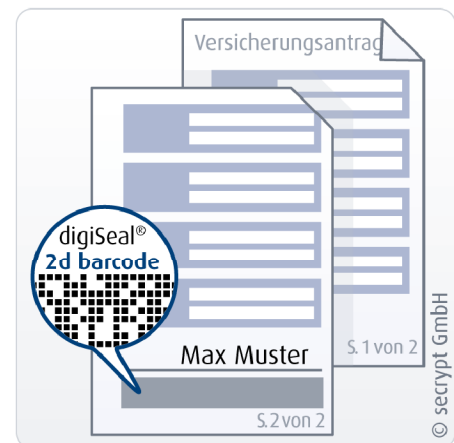 Versicherungsantrag
digiSeal®
2d barcode
Max Muster
S. 1 von 2
S. 2 von 2
© secrypt GmbH